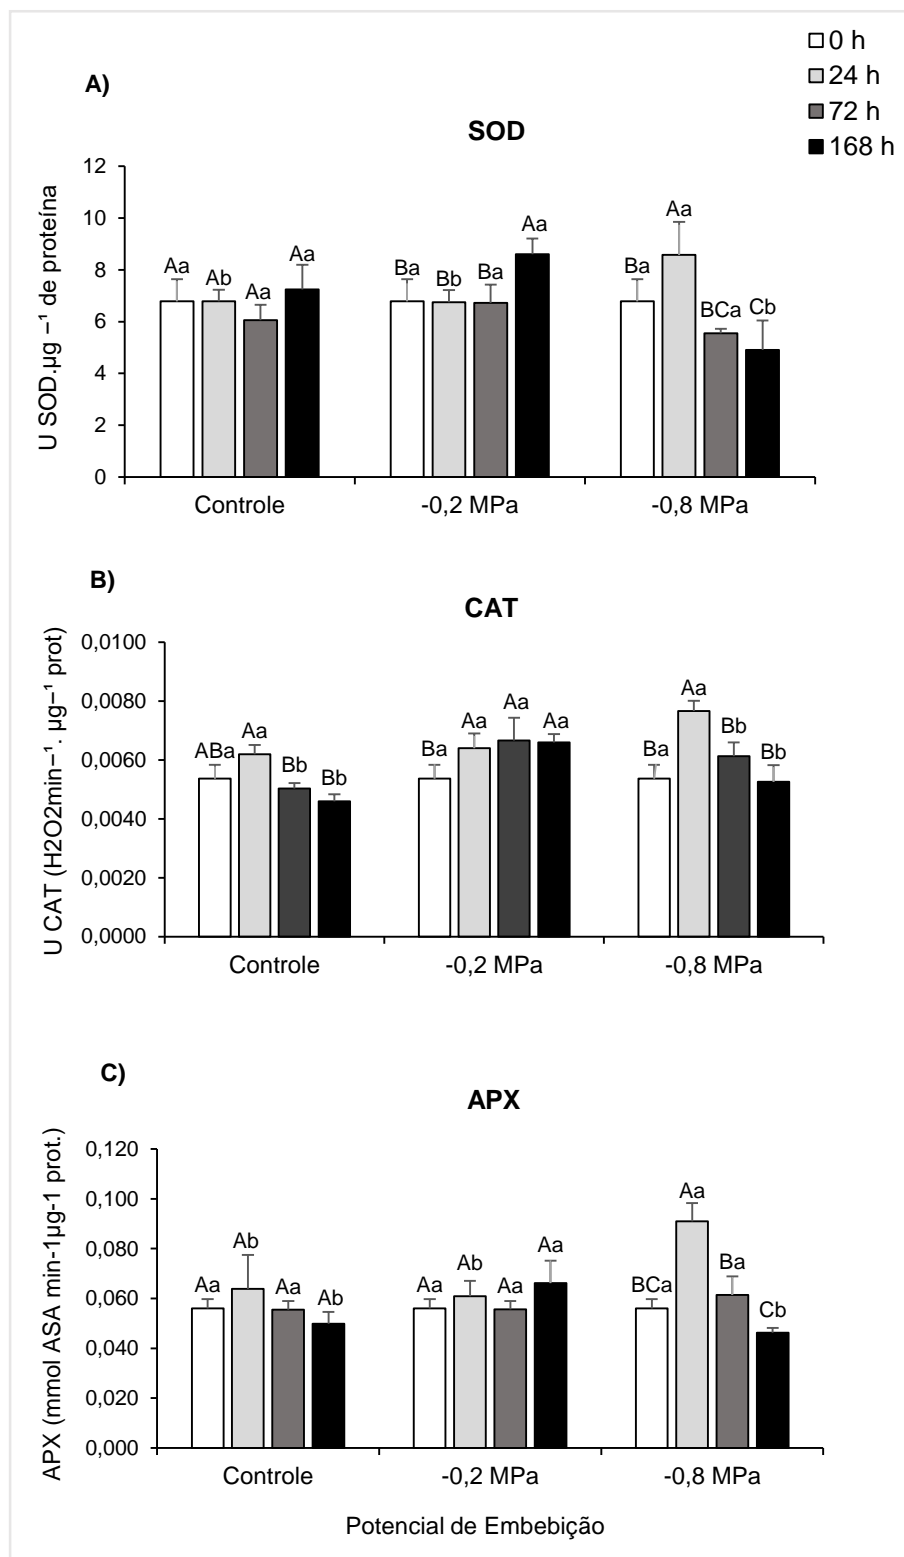 0 h
24 h
72 h
168 h
A)
SOD
U SOD.µg ⁻¹ de proteína
12
10
8
6
4
2
0
Aa Ab Aa Aa
Ba Bb Ba Aa
Ba Aa BCa Cb
Controle -0,2 MPa -0,8 MPa
B)
CAT
U CAT (H2O2min⁻¹. µg⁻¹ prot)
0,0100
0,0080
0,0060
0,0040
0,0020
0,0000
ABa Aa Bb Bb
Ba Aa Aa Aa
Ba Aa Bb Bb
Controle -0,2 MPa -0,8 MPa
C)
APX
APX (mmol ASA min-1µg-1 prot.)
0,120
0,100
0,080
0,060
0,040
0,020
0,000
Aa Ab Aa Ab
Aa Ab Aa Aa
BCa Aa Ba Cb
Controle -0,2 MPa -0,8 MPa
Potencial de Embebição